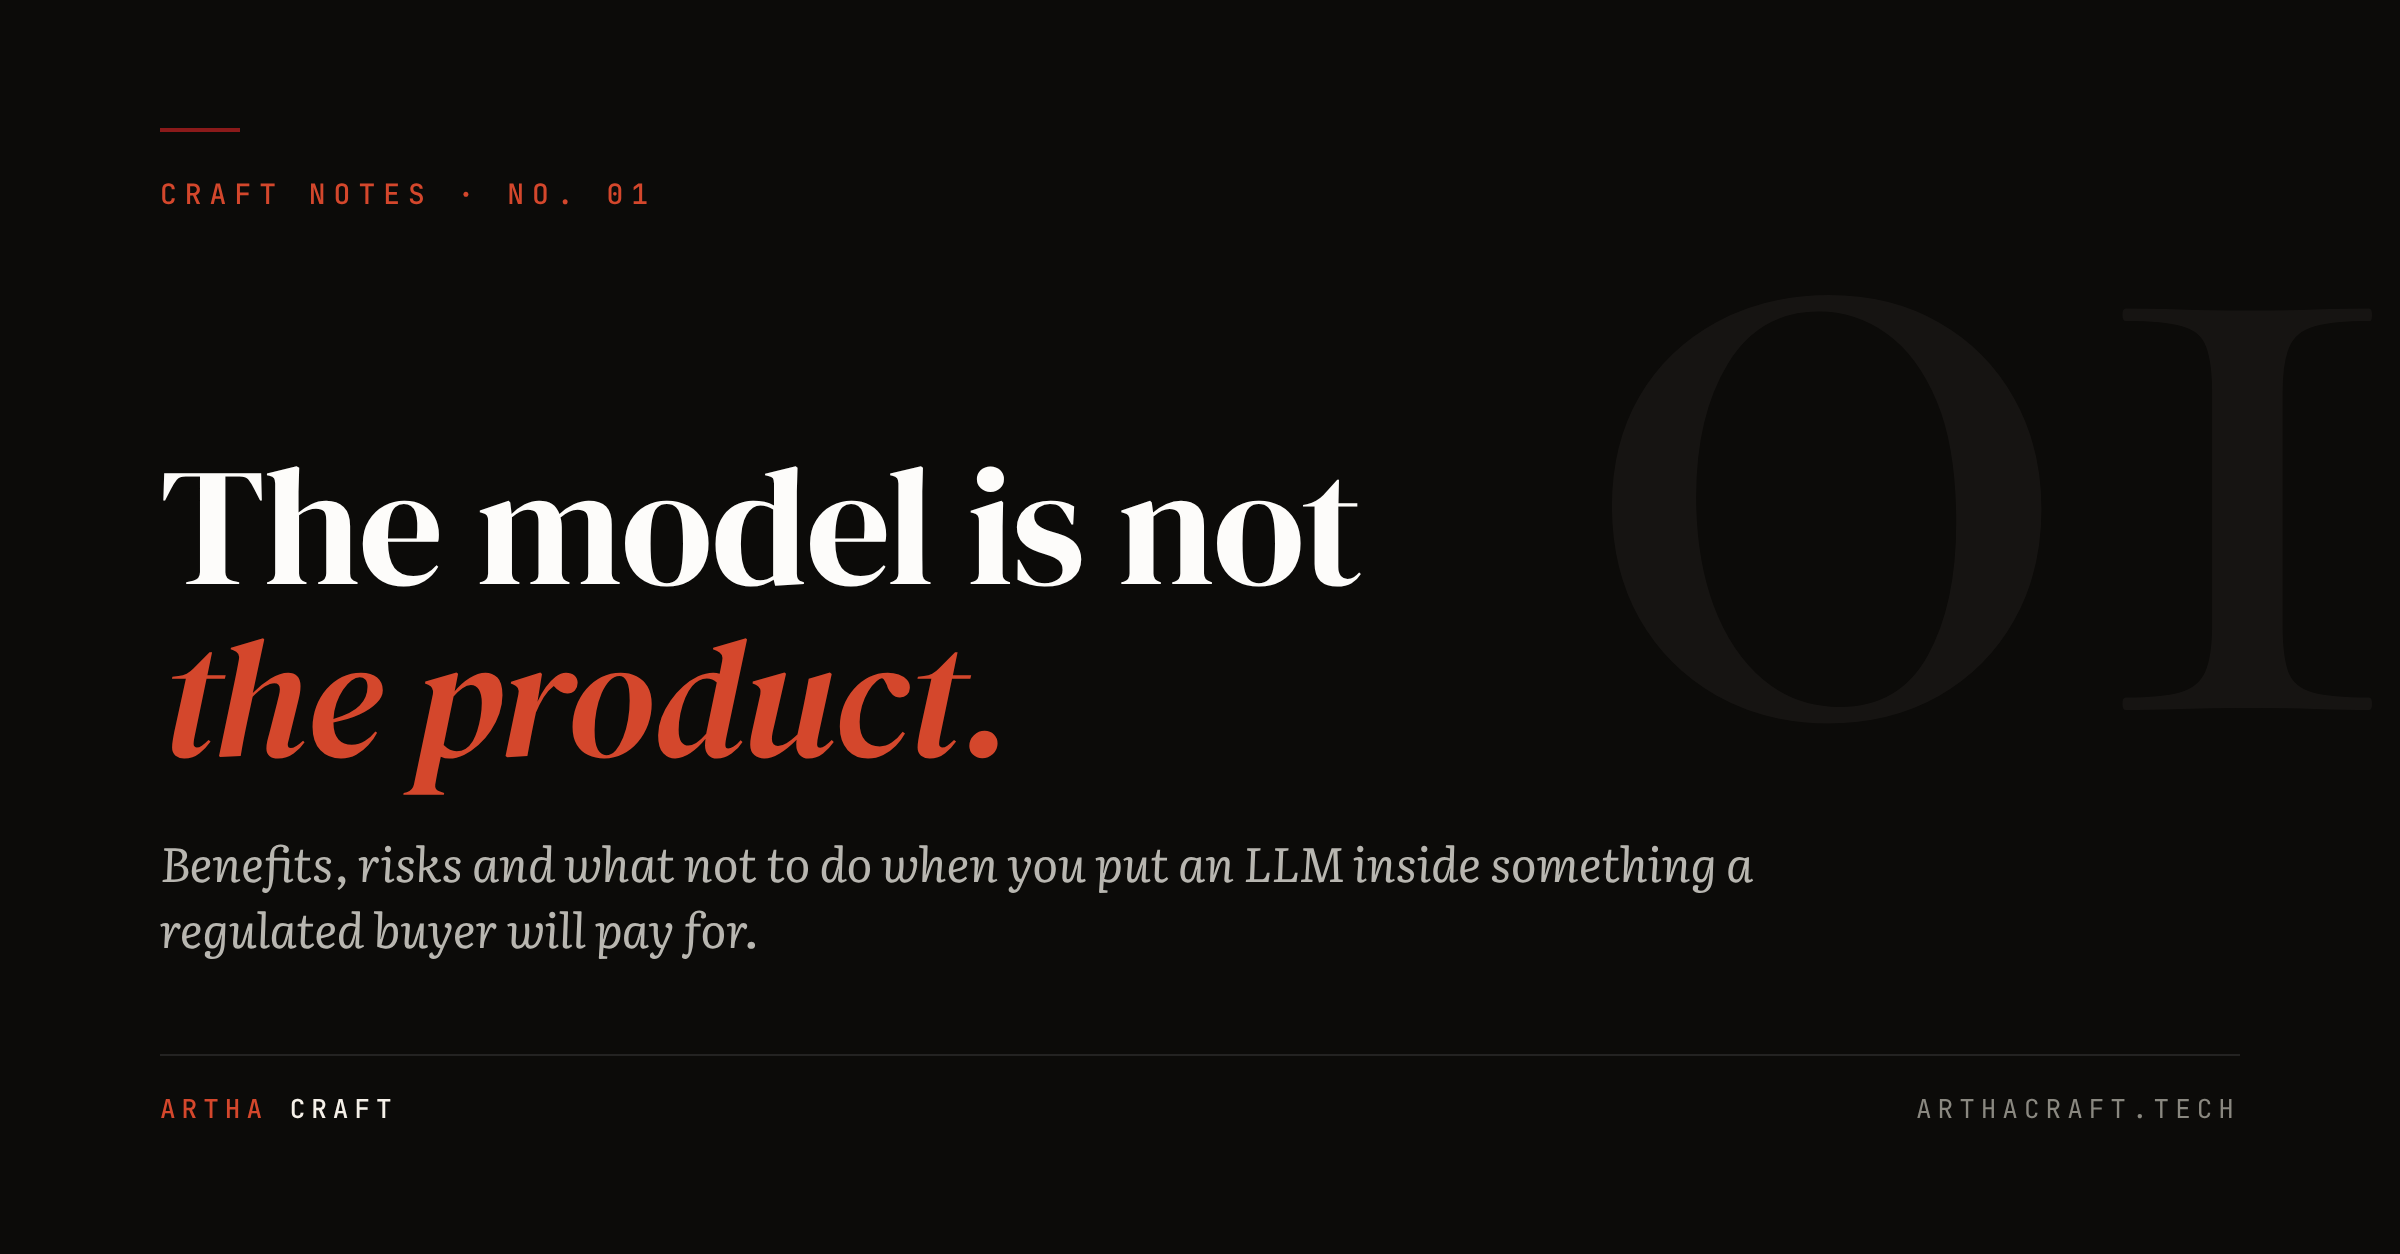 CRAFT NOTES · NO. 01
01
The model is not
the product.
Benefits, risks and what not to do when you put an LLM inside something a
regulated buyer will pay for.
ARTHA CRAFT
ARTHACRAFT.TECH